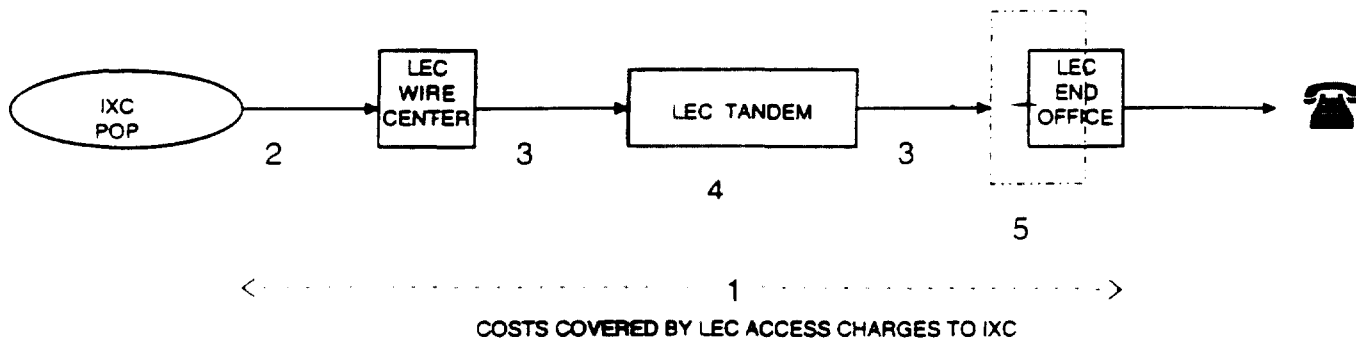 IXC
POP
2
LEC
WIRE
CENTER
3
LEC TANDEM
4
3
LEC
END
OFFICE
5
1
COSTS COVERED BY LEC ACCESS CHARGES TO IXC